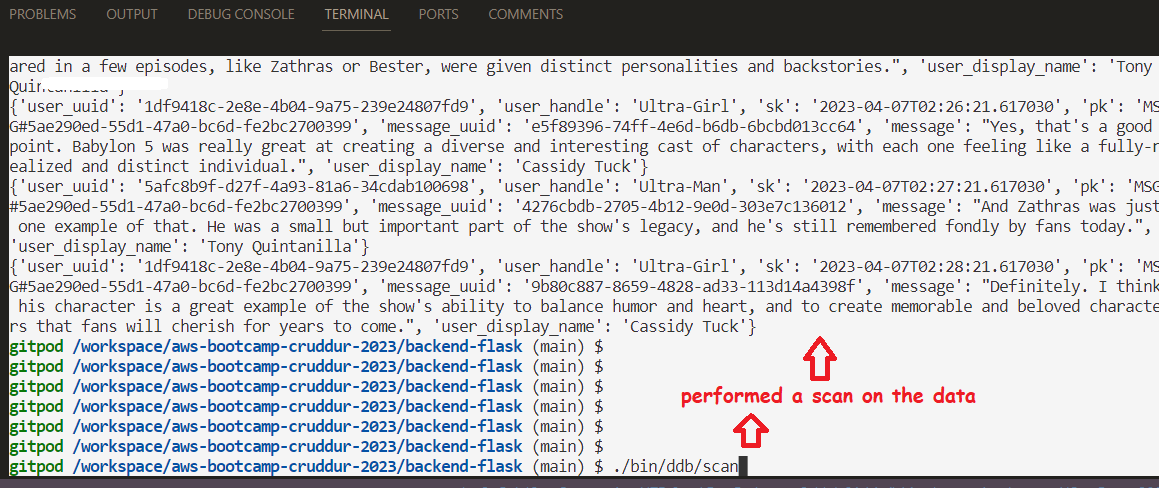 PROBLEMS OUTPUT DEBUG CONSOLE TERMINAL PORTS COMMENTS
ared in a few episodes, like Zathras or Bester, were given distinct personalities and backstories.", 'user_display_name': 'Tony
Quintanilla'}
{'user_uuid': '1df9418c-2e8e-4b04-9a75-239e24807fd9', 'user_handle': 'Ultra-Girl', 'sk': '2023-04-07T02:26:21.617030', 'pk': 'MS
G#5ae290ed-55d1-47a0-bc6d-fe2bc2700399', 'message_uuid': 'e5f89396-74ff-4e6d-b6db-6bcbd013cc64', 'message': "Yes, that's a good
point. Babylon 5 was really great at creating a diverse and interesting cast of characters, with each one feeling like a fully-r
ealized and distinct individual.", 'user_display_name': 'Cassidy Tuck'}
{'user_uuid': '5afc8b9f-d27f-4a93-81a6-34cdab100698', 'user_handle': 'Ultra-Man', 'sk': '2023-04-07T02:27:21.617030', 'pk': 'MSG
#5ae290ed-55d1-47a0-bc6d-fe2bc2700399', 'message_uuid': '4276cbdb-2705-4b12-9e0d-303e7c136012', 'message': "And Zathras was just
one example of that. He was a small but important part of the show's legacy, and he's still remembered fondly by fans today.",
'user_display_name': 'Tony Quintanilla'}
{'user_uuid': '1df9418c-2e8e-4b04-9a75-239e24807fd9', 'user_handle': 'Ultra-Girl', 'sk': '2023-04-07T02:28:21.617030', 'pk': 'MS
G#5ae290ed-55d1-47a0-bc6d-fe2bc2700399', 'message_uuid': '9b80c887-8659-4828-ad33-113d14a4398f', 'message': "Definitely. I think
his character is a great example of the show's ability to balance humor and heart, and to create memorable and beloved characte
rs that fans will cherish for years to come.", 'user_display_name': 'Cassidy Tuck'}
gitpod /workspace/aws-bootcamp-cruddur-2023/backend-flask (main) $
gitpod /workspace/aws-bootcamp-cruddur-2023/backend-flask (main) $
gitpod /workspace/aws-bootcamp-cruddur-2023/backend-flask (main) $
performed a scan on the data
gitpod /workspace/aws-bootcamp-cruddur-2023/backend-flask (main) $
gitpod /workspace/aws-bootcamp-cruddur-2023/backend-flask (main) $
gitpod /workspace/aws-bootcamp-cruddur-2023/backend-flask (main) $
gitpod /workspace/aws-bootcamp-cruddur-2023/backend-flask (main) $ ./bin/ddb/scan